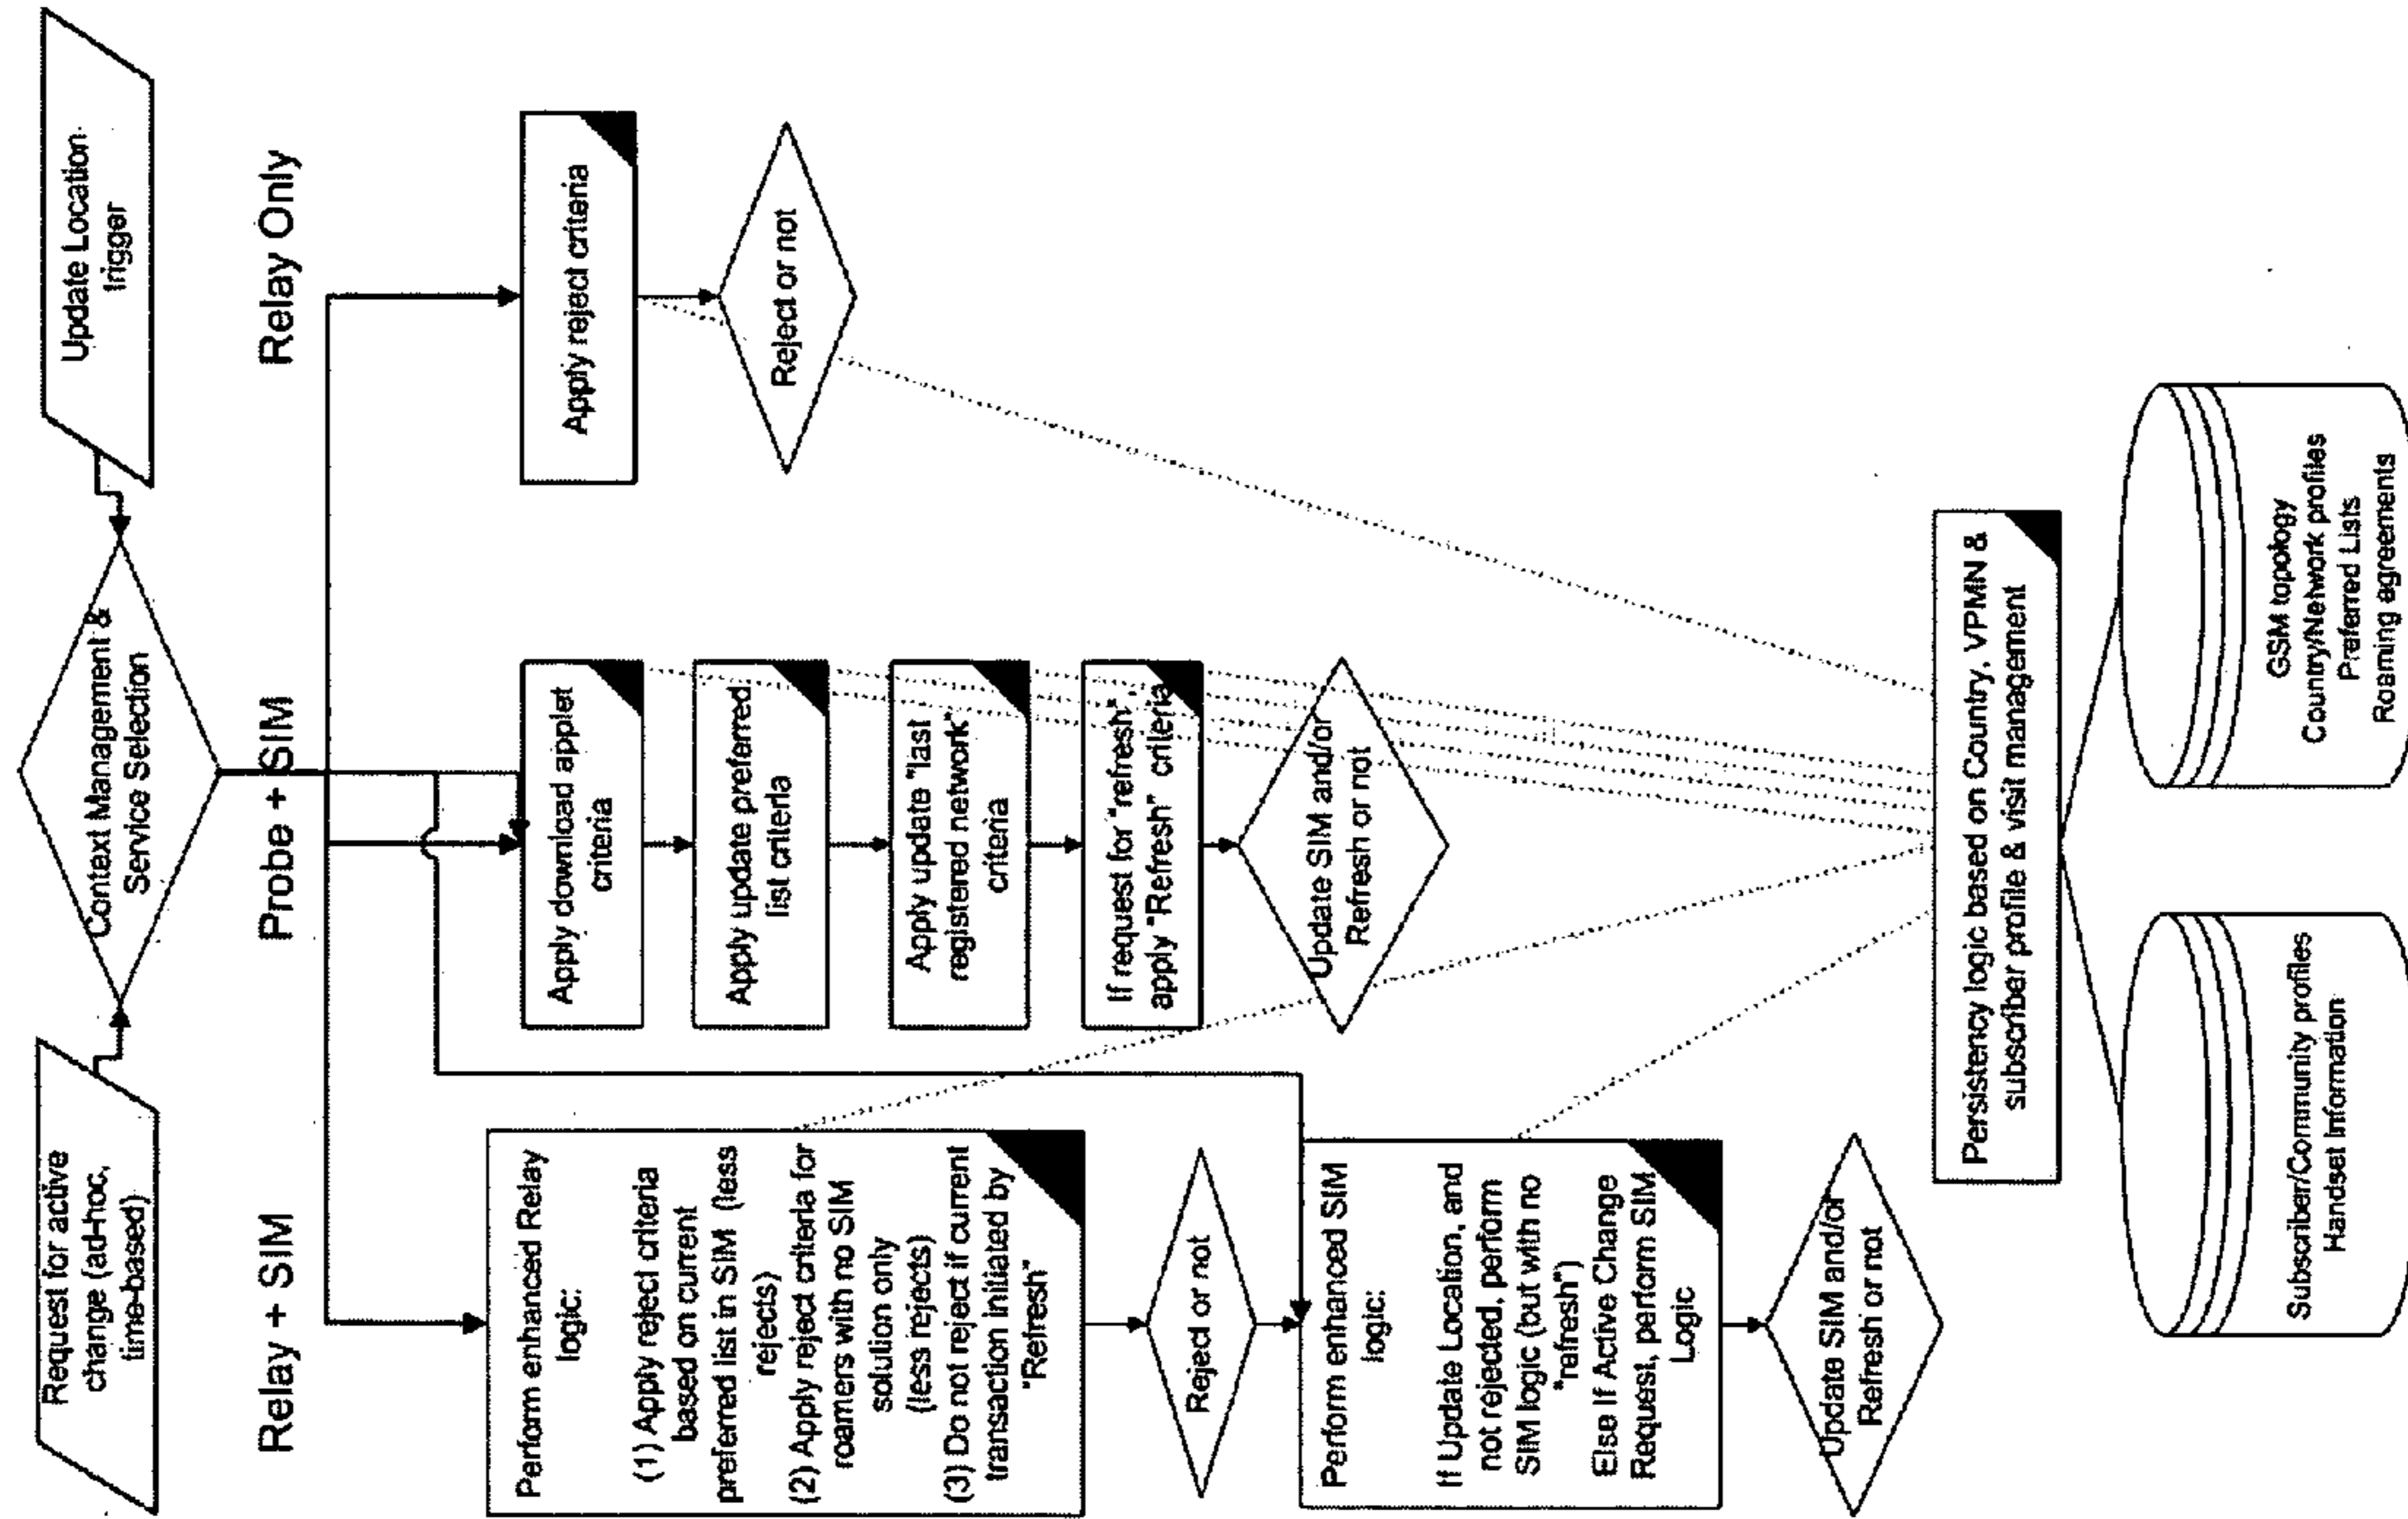 Request for active
change (ad-hoc,
time-based)
Context Management &
Service Selection
Update Location
trigger
Relay + SIM
Probe + SIM
Relay Only
Perform enhanced Relay
logic:
(1) Apply reject criteria
based on current
preferred list in SIM (less
rejects)
(2) Apply reject criteria for
roamers with no SIM
solution only
(less rejects)
(3) Do not reject if current
transaction initiated by
"Refresh"
Reject or not
Perform enhanced SIM
logic:
If Update Location, and
not rejected, perform
SIM logic (but with no
"refresh")
Else If Active Change
Request, perform SIM
Logic
Update SIM and/or
Refresh or not
Apply download applet
criteria
Apply update preferred
list criteria
Apply update "last
registered network"
criteria
If request for "refresh",
apply "Refresh" criteria
Update SIM and/or
Refresh or not
Apply reject criteria
Reject or not
Persistency logic based on Country, VPMN &
subscriber profile & visit management
Subscriber/Community profiles
Handset Information
GSM topology
Country/Network profiles
Preferred Lists
Roaming agreements